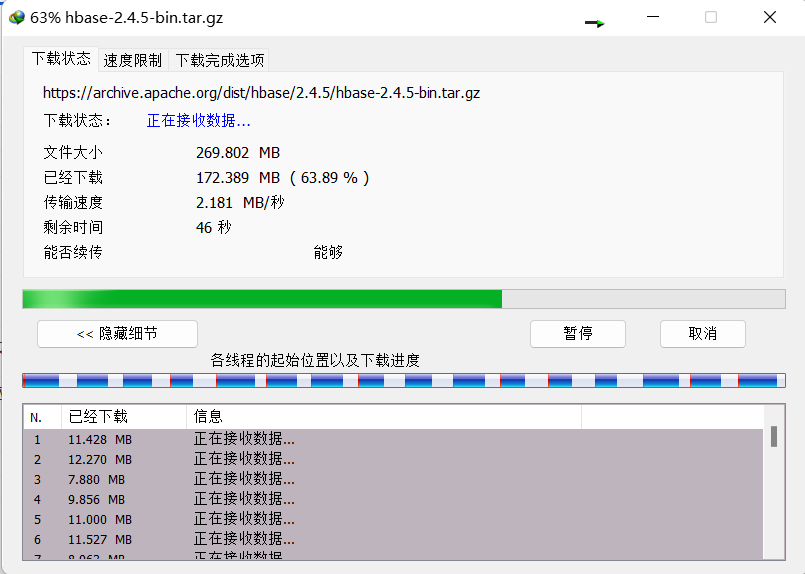 63% hbase-2.4.5-bin.tar.gz
下载状态 速度限制 下载完成选项
https://archive.apache.org/dist/hbase/2.4.5/hbase-2.4.5-bin.tar.gz
下载状态： 正在接收数据...
文件大小 269.802 MB
已经下载 172.389 MB ( 63.89 % )
传输速度 2.181 MB/秒
剩余时间 46 秒
能否续传 能够
<< 隐藏细节 暂停 取消
各线程的起始位置以及下载进度
N. 已经下载 信息
1 11.428 MB 正在接收数据...
2 12.270 MB 正在接收数据...
3 7.880 MB 正在接收数据...
4 9.856 MB 正在接收数据...
5 11.000 MB 正在接收数据...
6 11.527 MB 正在接收数据...